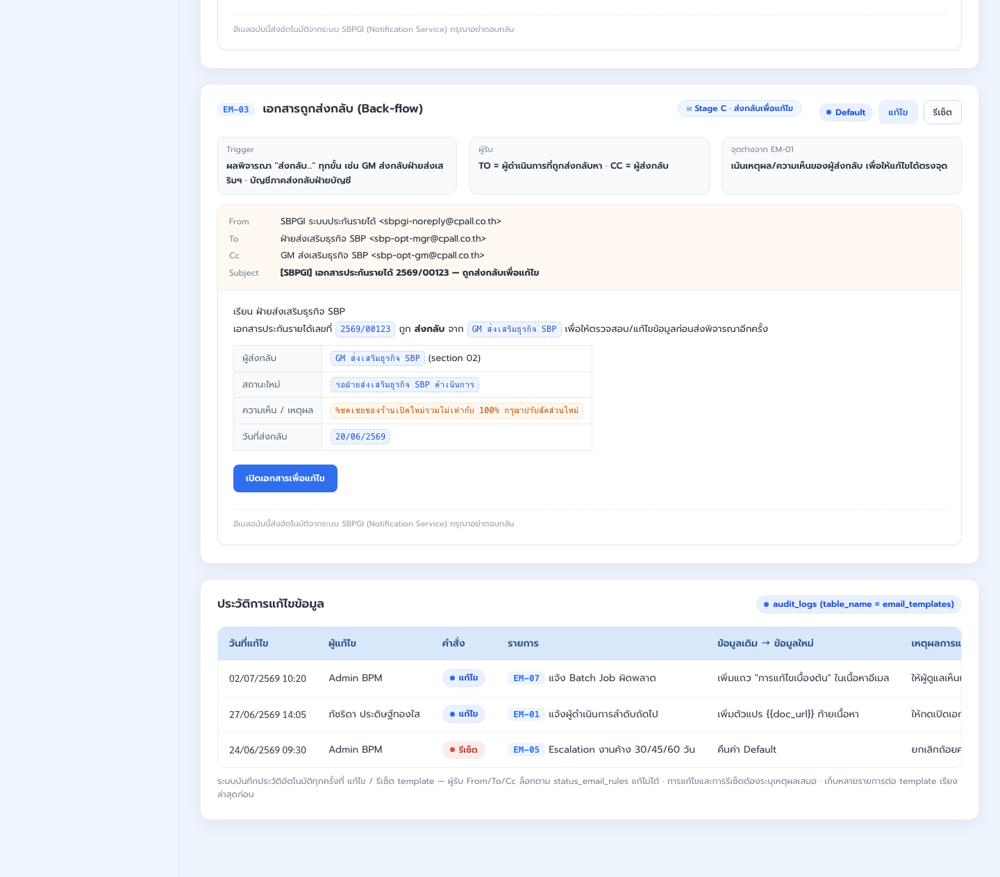 อีเมลฉบับนี้ส่งอัตโนมัติจากระบบ SBPGI (Notification Service) กรุณาอย่าตอบกลับ
EM-03 เอกสารถูกส่งกลับ (Back-flow)
✉ Stage C · ส่งกลับเพื่อแก้ไข
Default
แก้ไข
รีเซ็ต
Trigger
ผลพิจารณา "ส่งกลับ…" ทุกขั้น เช่น GM ส่งกลับฝ่ายส่งเส
ริมฯ · บัญชีภาคส่งกลับฝ่ายบัญชี
ผู้รับ
TO = ผู้ดำเนินการที่ถูกส่งกลับหา · CC = ผู้ส่งกลับ
จุดต่างจาก EM-01
เน้นเหตุผล/ความเห็นของผู้ส่งกลับ เพื่อให้แก้ไขได้ตรงจุด
From SBPGI ระบบประกันรายได้ <sbpgi-noreply@cpall.co.th>
To ฝ่ายส่งเสริมธุรกิจ SBP <sbp-opt-mgr@cpall.co.th>
Cc GM ส่งเสริมธุรกิจ SBP <sbp-opt-gm@cpall.co.th>
Subject [SBPGI] เอกสารประกันรายได้ 2569/00123 — ถูกส่งกลับเพื่อแก้ไข
เรียน ฝ่ายส่งเสริมธุรกิจ SBP
เอกสารประกันรายได้เลขที่ 2569/00123 ถูก ส่งกลับ จาก GM ส่งเสริมธุรกิจ SBP เพื่อให้ตรวจสอบ/แก้ไขข้อมูลก่อนส่งพิจารณาอีกครั้ง
ผู้ส่งกลับ GM ส่งเสริมธุรกิจ SBP (section 02)
สถานะใหม่ รอฝ่ายส่งเสริมธุรกิจ SBP ดำเนินการ
ความเห็น / เหตุผล %ชดเชยของร้านเปิดใหม่รวมไม่เท่ากับ 100% กรุณาปรับสัดส่วนใหม่
วันที่ส่งกลับ 20/06/2569
เปิดเอกสารเพื่อแก้ไข
อีเมลฉบับนี้ส่งอัตโนมัติจากระบบ SBPGI (Notification Service) กรุณาอย่าตอบกลับ
ประวัติการแก้ไขข้อมูล
audit_logs (table_name = email_templates)
วันที่แก้ไข ผู้แก้ไข คำสั่ง รายการ ข้อมูลเดิม → ข้อมูลใหม่ เหตุผลการแ
02/07/2569 10:20 Admin BPM แก้ไข EM-07 แจ้ง Batch Job ผิดพลาด เพิ่มแถว "การแก้ไขเบื้องต้น" ในเนื้อหาอีเมล ให้ผู้ดูแลเห็น
27/06/2569 14:05 ภัชริดา ประดิษฐ์ทองใส แก้ไข EM-01 แจ้งผู้ดำเนินการลำดับถัดไป เพิ่มตัวแปร {{doc_url}} ท้ายเนื้อหา ให้กดเปิดเอก
24/06/2569 09:30 Admin BPM รีเซ็ต EM-05 Escalation งานค้าง 30/45/60 วัน คืนค่า Default ยกเลิกถ้อยค
ระบบบันทึกประวัติอัตโนมัติทุกครั้งที่ แก้ไข / รีเซ็ต template — ผู้รับ From/To/Cc ล็อกตาม status_email_rules แก้ไม่ได้ · การแก้ไขและการรีเซ็ตต้องระบุเหตุผลเสมอ · เก็บหลายรายการต่อ template เรียง
ล่าสุดก่อน